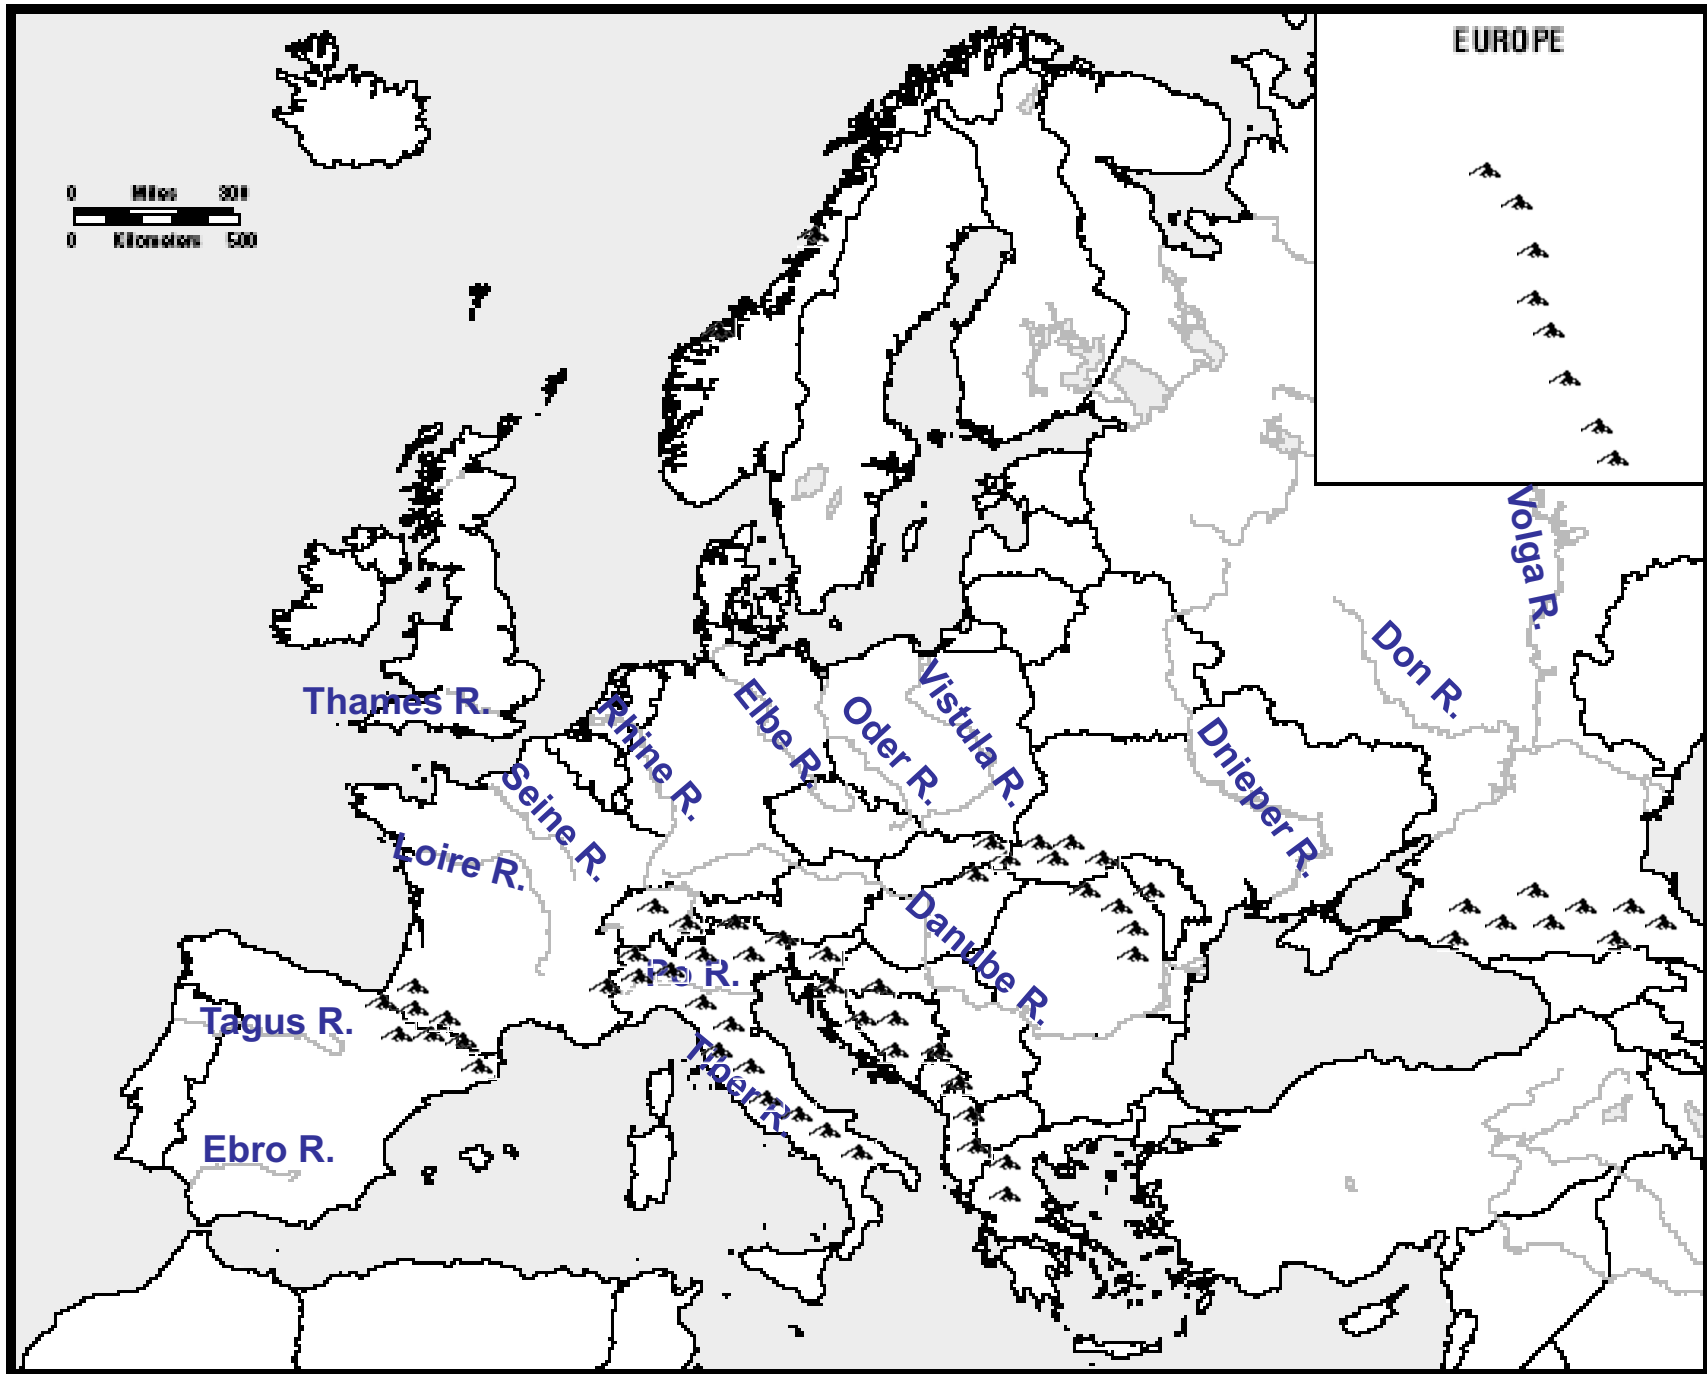 EUROPE
0 Miles 300
0 Kilometers 500
Volga R.
Don R.
Thames R.
Rhine R.
Elbe R.
Oder R.
Vistula R.
Dnieper R.
Seine R.
Loire R.
Danube R.
Po R.
Tagus R.
Tiber R.
Ebro R.